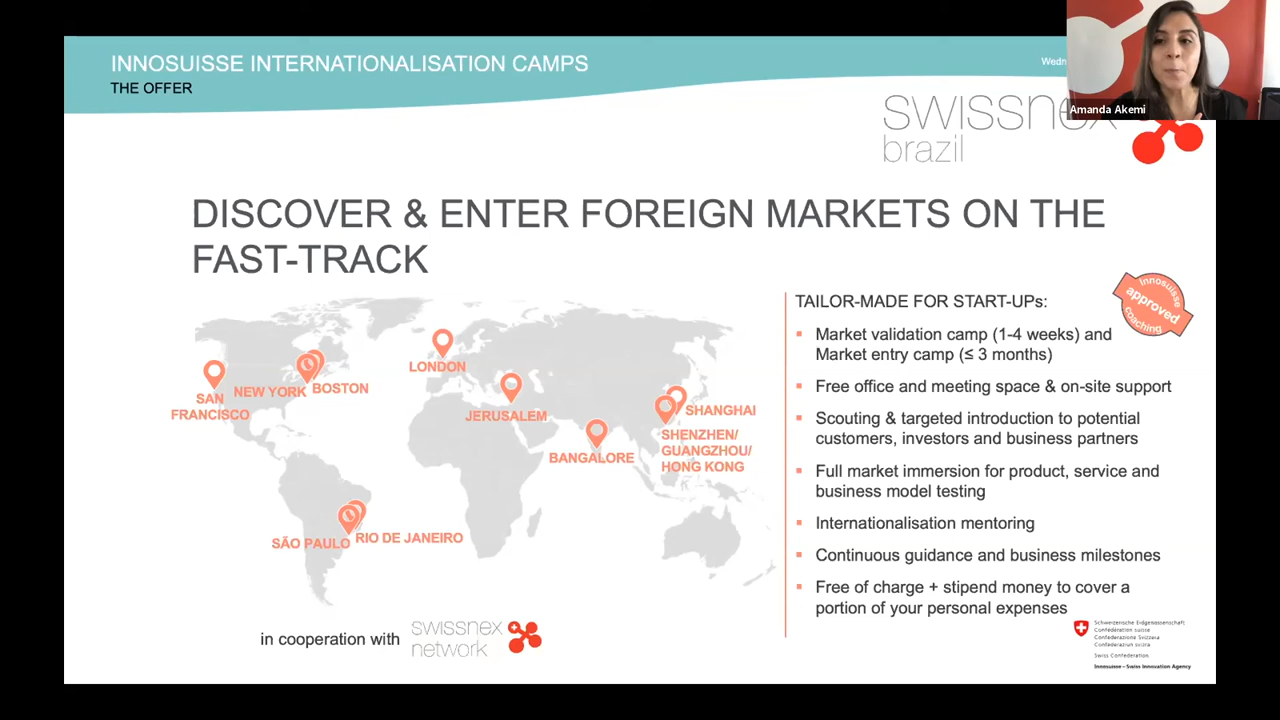 INNOSUISSE INTERNATIONALISATION CAMPS
THE OFFER
Wedn
Amanda Akemi
swissnex
brazil
DISCOVER & ENTER FOREIGN MARKETS ON THE
FAST-TRACK
SAN
FRANCISCO
NEW YORK
BOSTON
LONDON
JERUSALEM
BANGALORE
SHANGHAI
SHENZHEN/
GUANGZHOU/
HONG KONG
SÃO PAULO
RIO DE JANEIRO
in cooperation with
swissnex
network
TAILOR-MADE FOR START-UPs:
Innosuisse
approved
coaching
▪ Market validation camp (1-4 weeks) and
Market entry camp (≤ 3 months)
▪ Free office and meeting space & on-site support
▪ Scouting & targeted introduction to potential
customers, investors and business partners
▪ Full market immersion for product, service and
business model testing
▪ Internationalisation mentoring
▪ Continuous guidance and business milestones
▪ Free of charge + stipend money to cover a
portion of your personal expenses
Schweizerische Eidgenossenschaft
Confédération suisse
Confederazione Svizzera
Confederaziun svizra
Swiss Confederation
Innosuisse – Swiss Innovation Agency